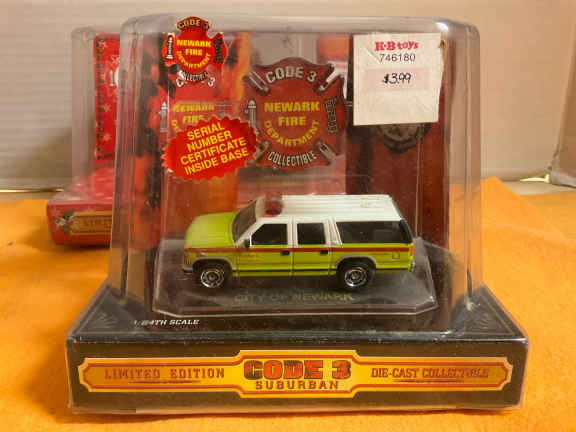 CODE 3
NEWARK
FIRE
DEPARTMENT
COLLECTIBLE
K·B toys
746180
$3.99
CODE 3
NEWARK
FIRE
DEPARTMENT
COLLECTIBLE
NEWARK
FIRE
SERIAL
NUMBER
CERTIFICATE
INSIDE BASE
CITY OF NEWARK
1/64TH SCALE
LIMITED EDITION
CODE 3
SUBURBAN
DIE-CAST COLLECTIBLE
LIMITED